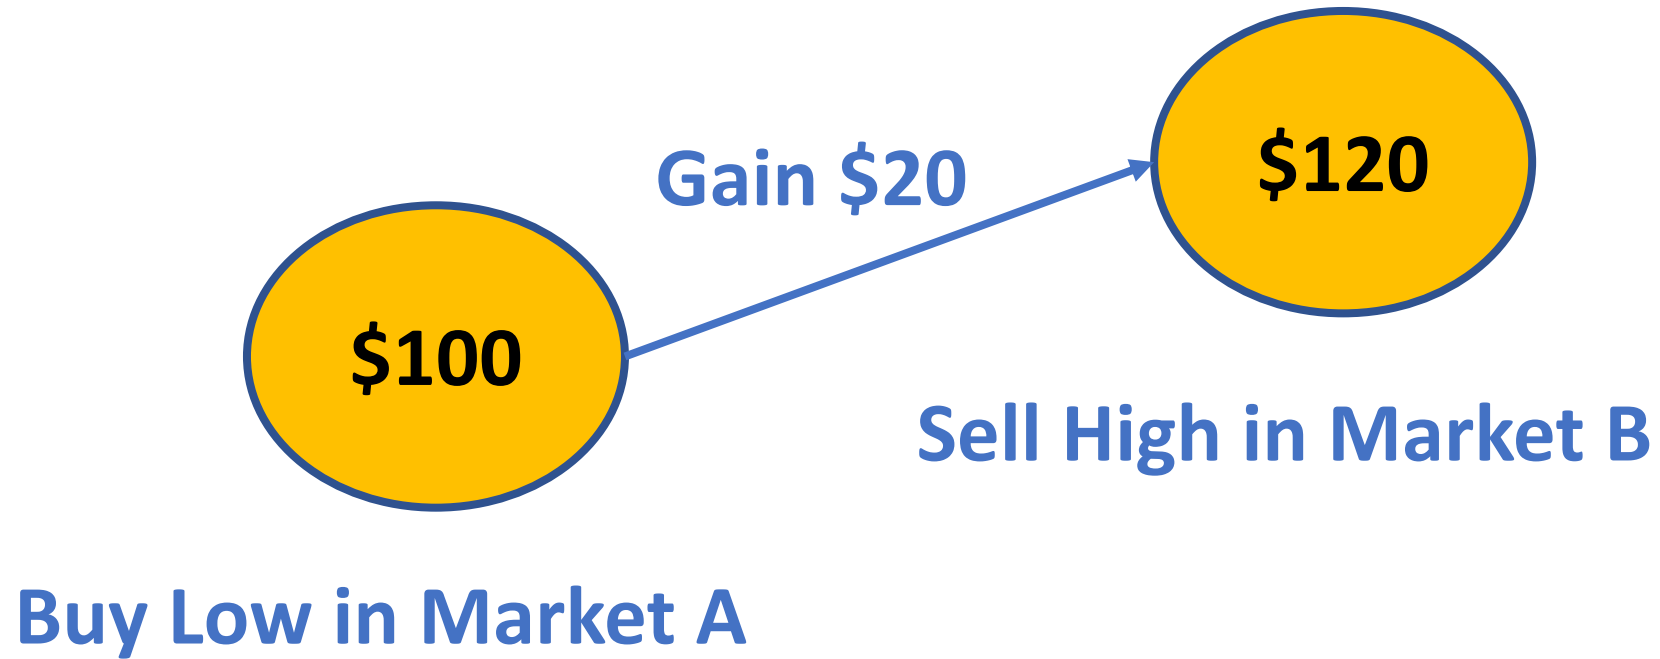 $120
Gain $20
$100
Sell High in Market B
Buy Low in Market A